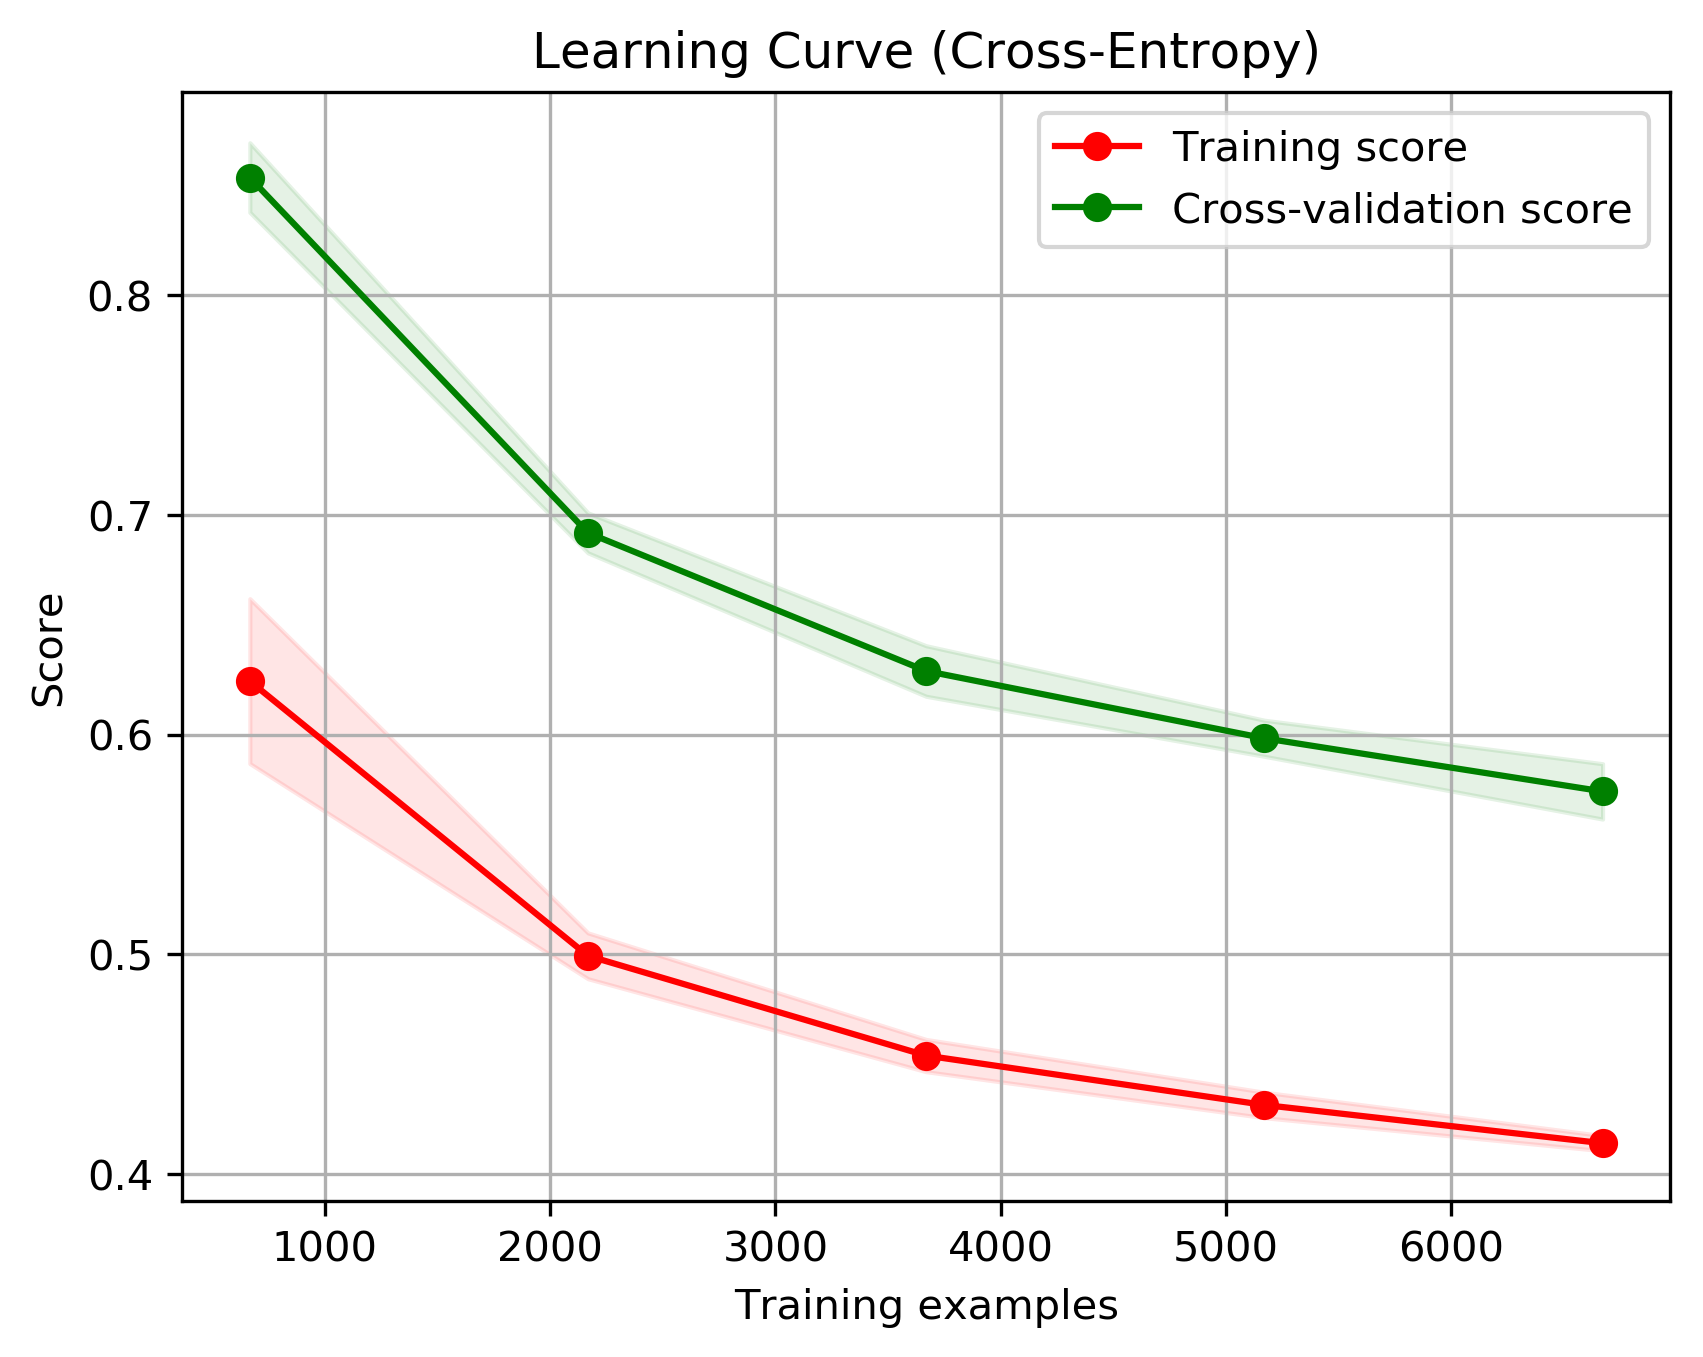 Learning Curve (Cross-Entropy)
Training score
Cross-validation score
0.8
0.7
0.6
0.5
0.4
Score
1000 2000 3000 4000 5000 6000
Training examples